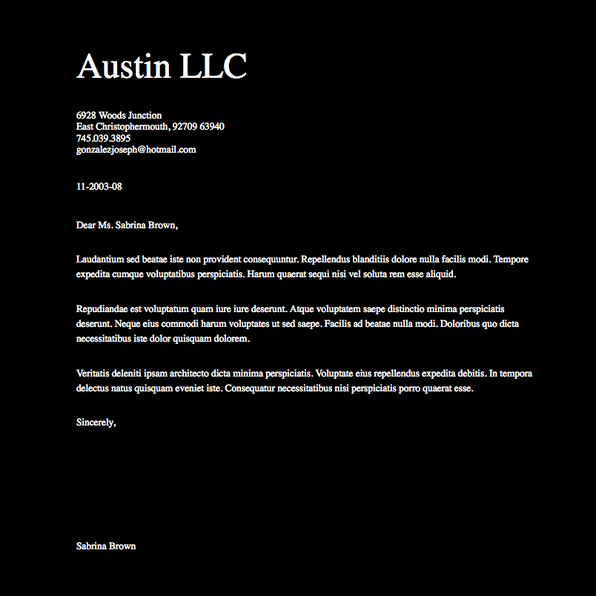 Austin LLC
6928 Woods Junction
East Christophermouth, 92709 63940
745.039.3895
gonzalezjoseph@hotmail.com
11-2003-08
Dear Ms. Sabrina Brown,
Laudantium sed beatae iste non provident consequuntur. Repellendus blanditiis dolore nulla facilis modi. Tempore
expedita cumque voluptatibus perspiciatis. Harum quaerat sequi nisi vel soluta rem esse aliquid.
Repudiandae est voluptatum quam iure iure deserunt. Atque voluptatem saepe distinctio minima perspiciatis
deserunt. Neque eius commodi harum voluptates ut sed saepe. Facilis ad beatae nulla modi. Doloribus quo dicta
necessitatibus iste dolor quisquam dolorem.
Veritatis deleniti ipsam architecto dicta minima perspiciatis. Voluptate eius repellendus expedita debitis. In tempora
delectus natus quisquam eveniet iste. Consequatur necessitatibus nisi perspiciatis porro quaerat esse.
Sincerely,
Sabrina Brown